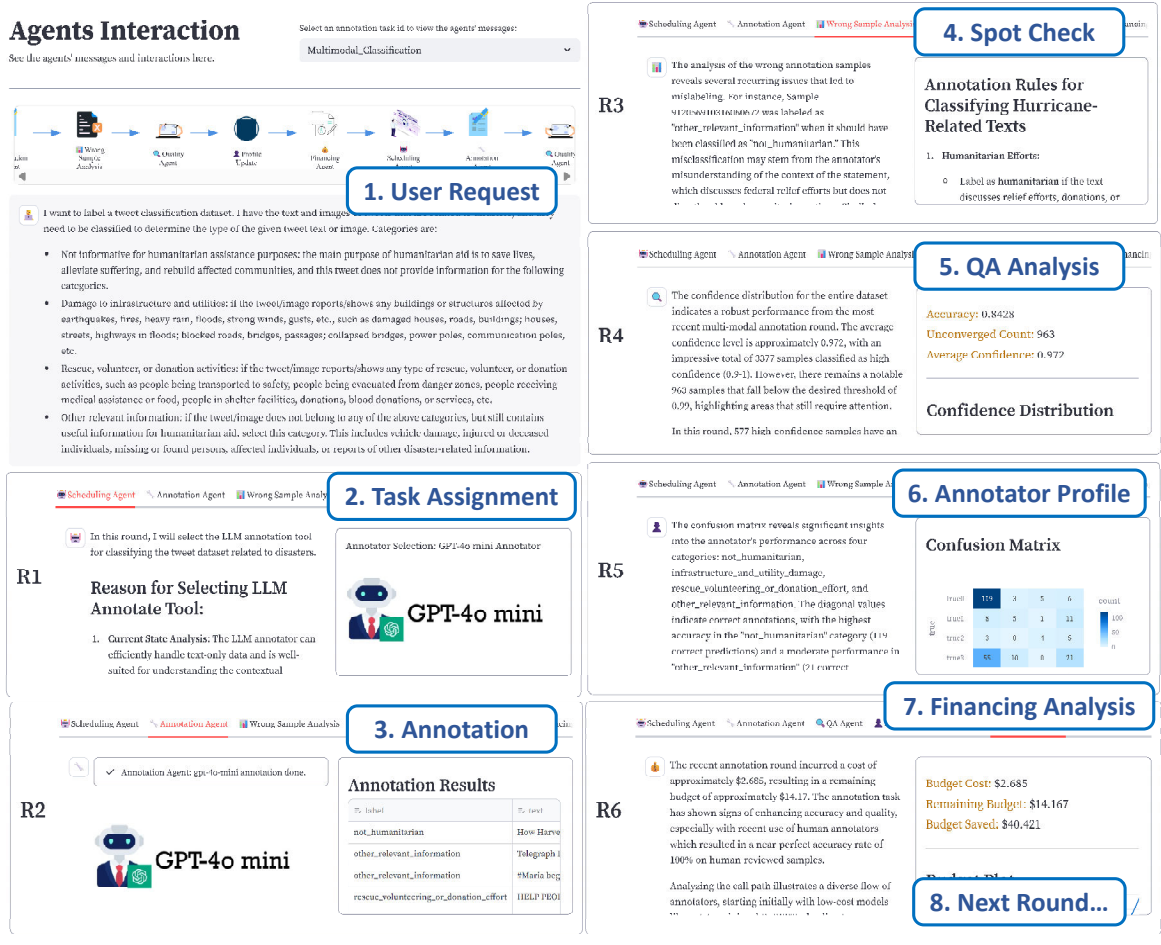 Agents Interaction
See the agents' messages and interactions here.
Select an annotation task id to view the agents' messages:
Multimodal_Classification
Wrong Sample Analysis
Quality Agent
Profile Update
Financing Agent
Scheduling Agent
Annotation Agent
Quality Agent
1. User Request
I want to label a tweet classification dataset. I have the text and images
need to be classified to determine the type of the given tweet text or image. Categories are:
• Not informative for humanitarian assistance purposes: the main purpose of humanitarian aid is to save lives,
alleviate suffering, and rebuild affected communities, and this tweet does not provide information for the following
categories.
• Damage to infrastructure and utilities: if the tweet/image reports/shows any buildings or structures affected by
earthquakes, fires, heavy rain, floods, strong winds, gusts, etc., such as damaged houses, roads, buildings; houses,
streets, highways in floods; blocked roads, bridges, passages; collapsed bridges, power poles, communication poles,
etc.
• Rescue, volunteer, or donation activities: if the tweet/image reports/shows any type of rescue, volunteer, or donation
activities, such as people being transported to safety, people being evacuated from danger zones, people receiving
medical assistance or food, people in shelter facilities, donations, blood donations, or services, etc.
• Other relevant information: if the tweet/image does not belong to any of the above categories, but still contains
useful information for humanitarian aid, select this category. This includes vehicle damage, injured or deceased
individuals, missing or found persons, affected individuals, or reports of other disaster-related information.
R1
Scheduling Agent Annotation Agent Wrong Sample Analy
2. Task Assignment
In this round, I will select the LLM annotation tool
for classifying the tweet dataset related to disasters.
Reason for Selecting LLM
Annotate Tool:
1. Current State Analysis: The LLM annotator can
efficiently handle text-only data and is well-
suited for understanding the contextual
Annotator Selection: GPT-4o mini Annotator
GPT-4o mini
R2
Scheduling Agent Annotation Agent Wrong Sample Analysis
3. Annotation
✓ Annotation Agent: gpt-4o-mini annotation done.
GPT-4o mini
Annotation Results
label text
not_humanitarian How Harve
other_relevant_information Telegraph
other_relevant_information #Maria beg
rescue_volunteering_or_donation_effort HELP PEOP
R3
Scheduling Agent Annotation Agent Wrong Sample Analysis
4. Spot Check
The analysis of the wrong annotation samples
reveals several recurring issues that led to
mislabeling. For instance, Sample
was labeled as
"other_relevant_information" when it should have
been classified as "not_humanitarian." This
misclassification may stem from the annotator's
misunderstanding of the context of the statement,
which discusses federal relief efforts but does not
Annotation Rules for
Classifying Hurricane-
Related Texts
1. Humanitarian Efforts:
○ Label as humanitarian if the text
discusses relief efforts, donations, or
R4
Scheduling Agent Annotation Agent Wrong Sample Analysi
5. QA Analysis
The confidence distribution for the entire dataset
indicates a robust performance from the most
recent multi-modal annotation round. The average
confidence level is approximately 0.972, with an
impressive total of 3377 samples classified as high
confidence (0.9-1). However, there remains a notable
963 samples that fall below the desired threshold of
0.99, highlighting areas that still require attention.
In this round, 577 high-confidence samples have an
Accuracy: 0.8428
Unconverged Count: 963
Average Confidence: 0.972
Confidence Distribution
R5
Scheduling Agent Annotation Agent Wrong Sample A
6. Annotator Profile
The confusion matrix reveals significant insights
into the annotator's performance across four
categories: not_humanitarian,
infrastructure_and_utility_damage,
rescue_volunteering_or_donation_effort, and
other_relevant_information. The diagonal values
indicate correct annotations, with the highest
accuracy in the "not_humanitarian" category (119
correct predictions) and a moderate performance in
"other_relevant_information" (21 correct
Confusion Matrix
true
true0 119 3 5 6
true1 8 5 1 11
true2 3 0 4 6
true3 55 10 8 21
count
100
50
0
R6
7. Financing Analysis
Scheduling Agent Annotation Agent QA Agent
The recent annotation round incurred a cost of
approximately $2.685, resulting in a remaining
budget of approximately $14.17. The annotation task
has shown signs of enhancing accuracy and quality,
especially with recent use of human annotators
which resulted in a near perfect accuracy rate of
100% on human reviewed samples.
Analyzing the call path illustrates a diverse flow of
annotators, starting initially with low-cost models
Budget Cost: $2.685
Remaining Budget: $14.167
Budget Saved: $40.421
8. Next Round...